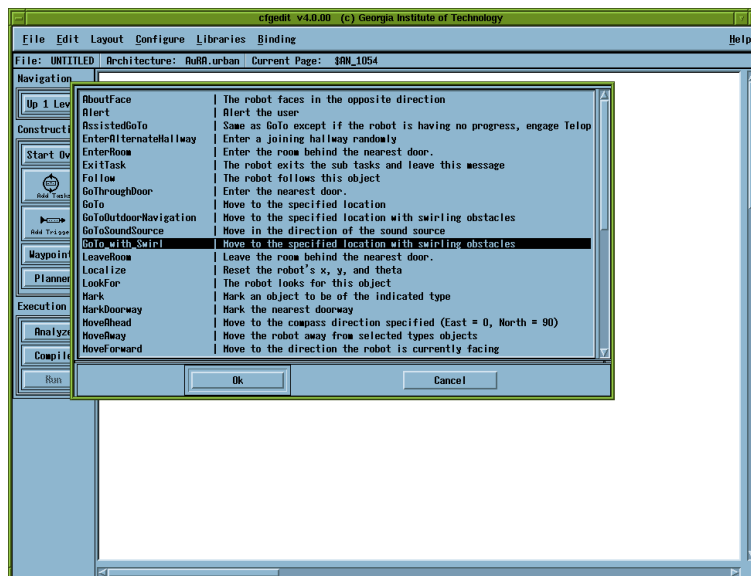 cfgedit v4.0.00 (c) Georgia Institute of Technology
File Edit Layout Configure Libraries Binding Help
File: UNTITLED Architecture: AuRA.urban Current Page: $AN_1054
Navigation
Up 1 Lev
Constructi
Start Ov
Add Tasks
Add Trigge
Waypoint
Planner
Execution
Analyze
Compile
Run
AboutFace | The robot faces in the opposite direction
Alert | Alert the user
AssistedGoTo | Same as GoTo except if the robot is having no progress, engage Telop
EnterAlternateHallway | Enter a joining hallway randomly
EnterRoom | Enter the room behind the nearest door.
ExitTask | The robot exits the sub tasks and leave this message
Follow | The robot follows this object
GoThroughDoor | Enter the nearest door.
GoTo | Move to the specified location
GoToOutdoorNavigation | Move to the specified location with swirling obstacles
GoToSoundSource | Move in the direction of the sound source
GoTo_with_Swirl | Move to the specified location with swirling obstacles
LeaveRoom | Leave the room behind the nearest door.
Localize | Reset the robot's x, y, and theta
LookFor | The robot looks for this object
Mark | Mark an object to be of the indicated type
MarkDoorway | Mark the nearest doorway
MoveAhead | Move to the compass direction specified (East = 0, North = 90)
MoveAway | Move the robot away from selected types objects
MoveForward | Move to the direction the robot is currently facing
Ok Cancel